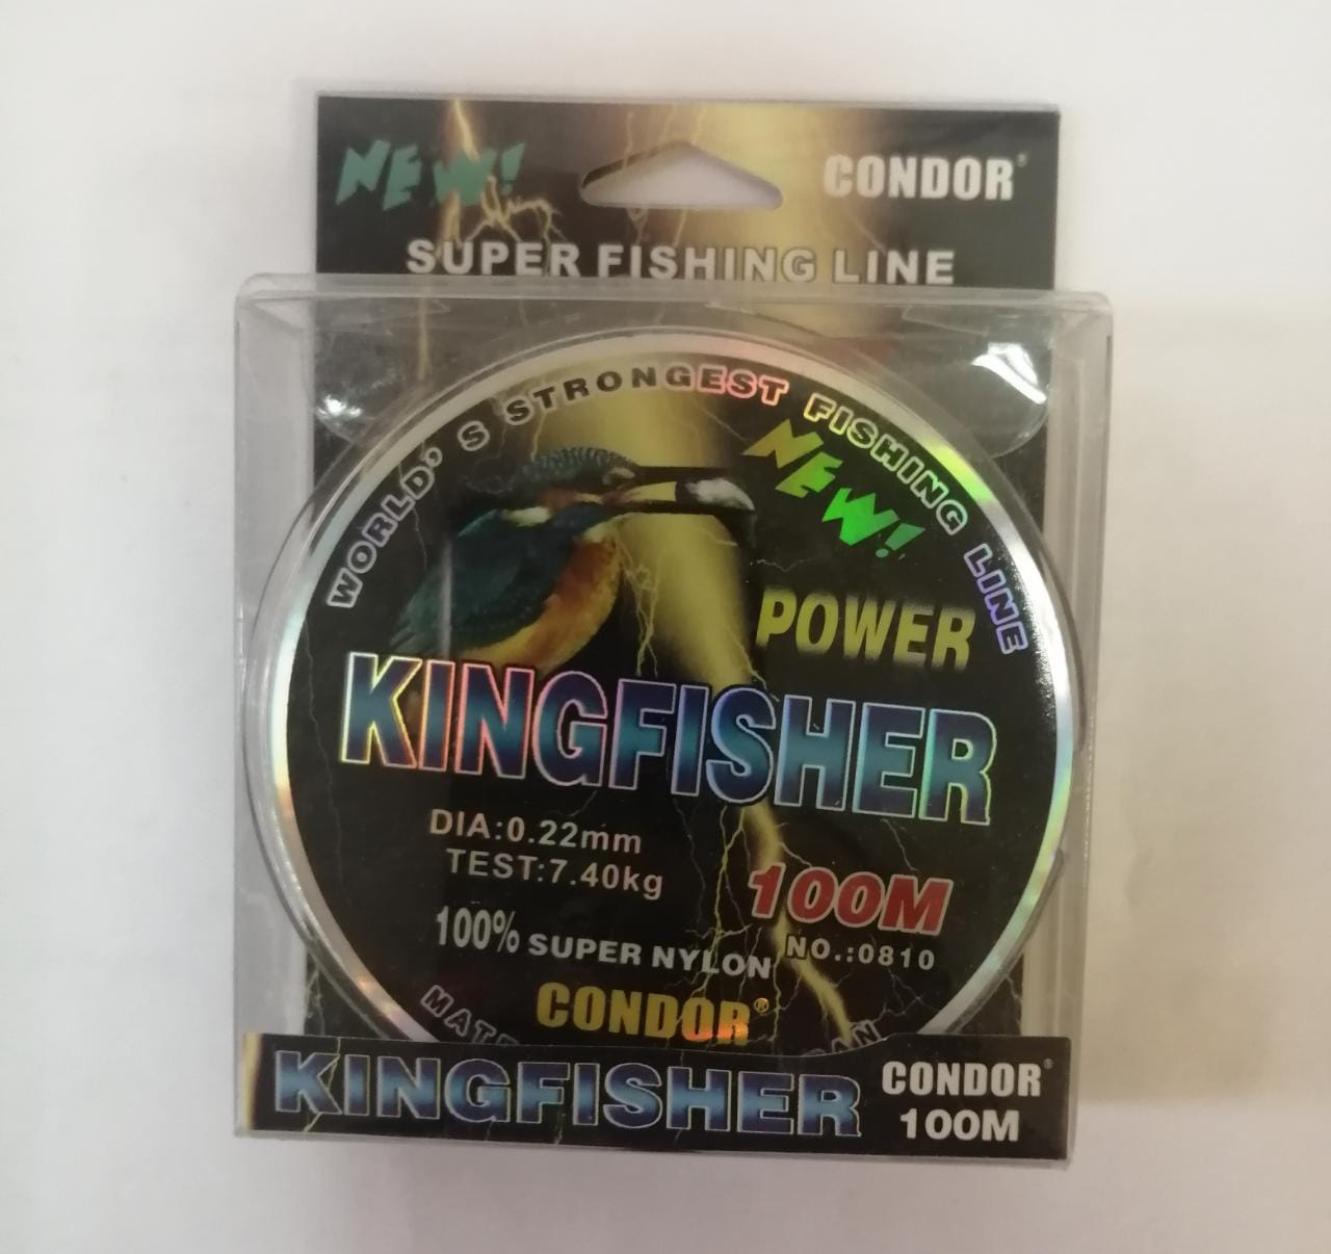 NEW!
CONDOR®
SUPER FISHING LINE
WORLD'S STRONGEST FISHING LINE
NEW!
POWER
KINGFISHER
DIA:0.22mm
TEST:7.40kg
100M
100% SUPER NYLON
NO.:0810
CONDOR®
KINGFISHER
CONDOR®
100M